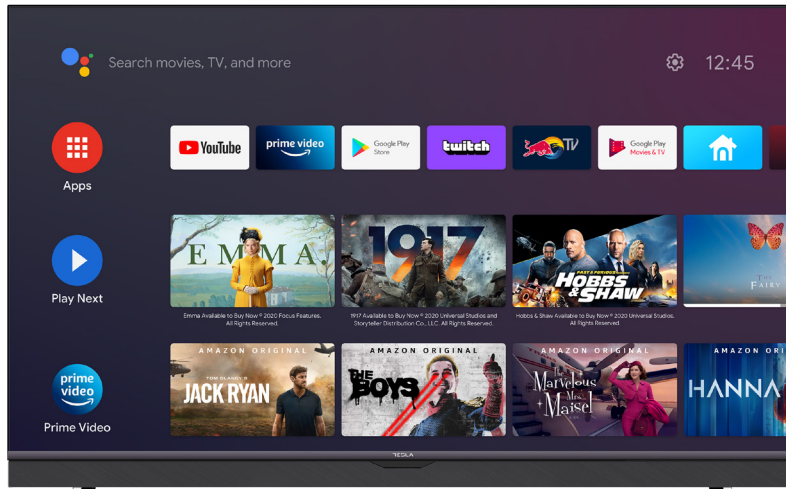 Search movies, TV, and more
12:45
Apps
YouTube
prime video
Google Play
Store
twitch
TV
Google Play
Movies & TV
Play Next
EMMA.
Emma Available to Buy Now © 2020 Focus Features.
All Rights Reserved.
1917
1917 Available to Buy Now © 2020 Universal Studios and
Storyteller Distribution Co., LLC. All Rights Reserved.
FAST & FURIOUS
HOBBS
& SHAW
Hobbs & Shaw Available to Buy Now © 2020 Universal Studios.
All Rights Reserved.
THE
FAIRY
prime
video
Prime Video
AMAZON ORIGINAL
TOM CLANCY'S
JACK RYAN
AMAZON ORIGINAL
THE
BOYS
AMAZON ORIGINAL
The
Marvelous
Mrs.
Maisel
AMAZON ORI
HANNA
TESLA